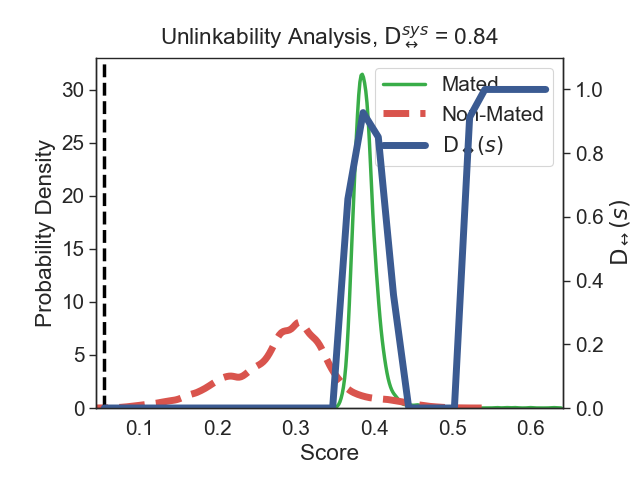 Unlinkability Analysis, D↔^sys = 0.84
Mated
Non-Mated
D↔(s)
Probability Density
30
25
20
15
10
5
0
1.0
0.8
0.6
0.4
0.2
0.0
D↔(s)
0.1 0.2 0.3 0.4 0.5 0.6
Score